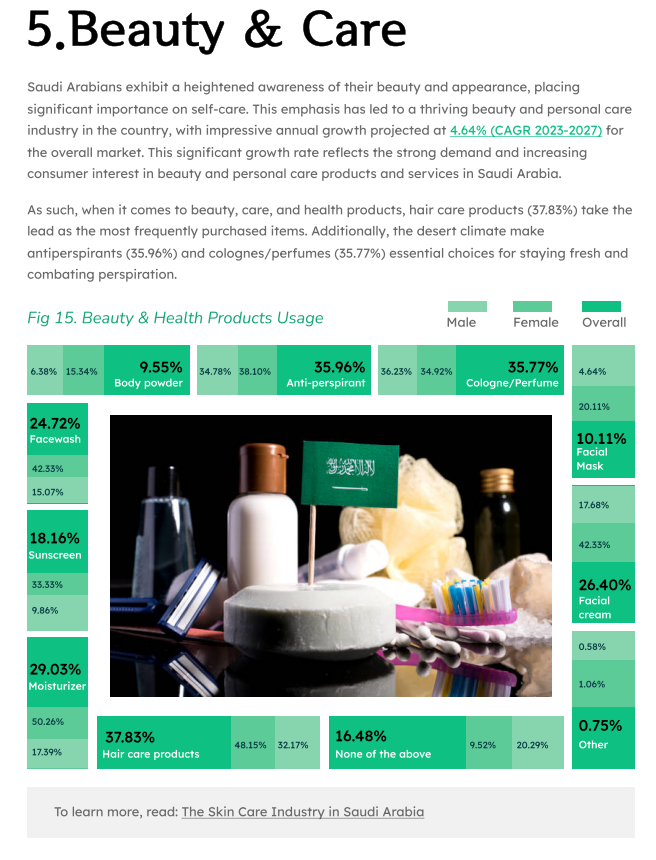 5.Beauty & Care
Saudi Arabians exhibit a heightened awareness of their beauty and appearance, placing
significant importance on self-care. This emphasis has led to a thriving beauty and personal care
industry in the country, with impressive annual growth projected at 4.64% (CAGR 2023-2027) for
the overall market. This significant growth rate reflects the strong demand and increasing
consumer interest in beauty and personal care products and services in Saudi Arabia.
As such, when it comes to beauty, care, and health products, hair care products (37.83%) take the
lead as the most frequently purchased items. Additionally, the desert climate make
antiperspirants (35.96%) and colognes/perfumes (35.77%) essential choices for staying fresh and
combating perspiration.
Fig 15. Beauty & Health Products Usage
Male
Female
Overall
6.38%
15.34%
9.55%
Body powder
34.78%
38.10%
35.96%
Anti-perspirant
36.23%
34.92%
35.77%
Cologne/Perfume
4.64%
20.11%
10.11%
Facial
Mask
24.72%
Facewash
42.33%
15.07%
18.16%
Sunscreen
33.33%
9.86%
29.03%
Moisturizer
50.26%
17.39%
17.68%
42.33%
26.40%
Facial
cream
0.58%
1.06%
0.75%
Other
37.83%
Hair care products
48.15%
32.17%
16.48%
None of the above
9.52%
20.29%
To learn more, read: The Skin Care Industry in Saudi Arabia